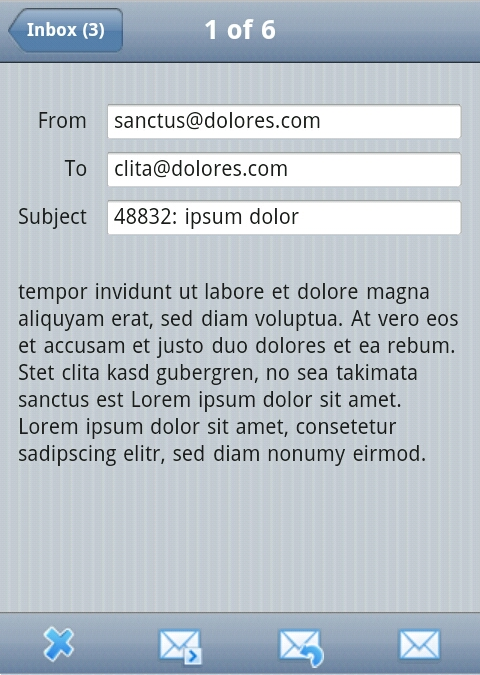 Inbox (3)
1 of 6
From
sanctus@dolores.com
To
clita@dolores.com
Subject
48832: ipsum dolor
tempor invidunt ut labore et dolore magna
aliquyam erat, sed diam voluptua. At vero eos
et accusam et justo duo dolores et ea rebum.
Stet clita kasd gubergren, no sea takimata
sanctus est Lorem ipsum dolor sit amet.
Lorem ipsum dolor sit amet, consetetur
sadipscing elitr, sed diam nonumy eirmod.